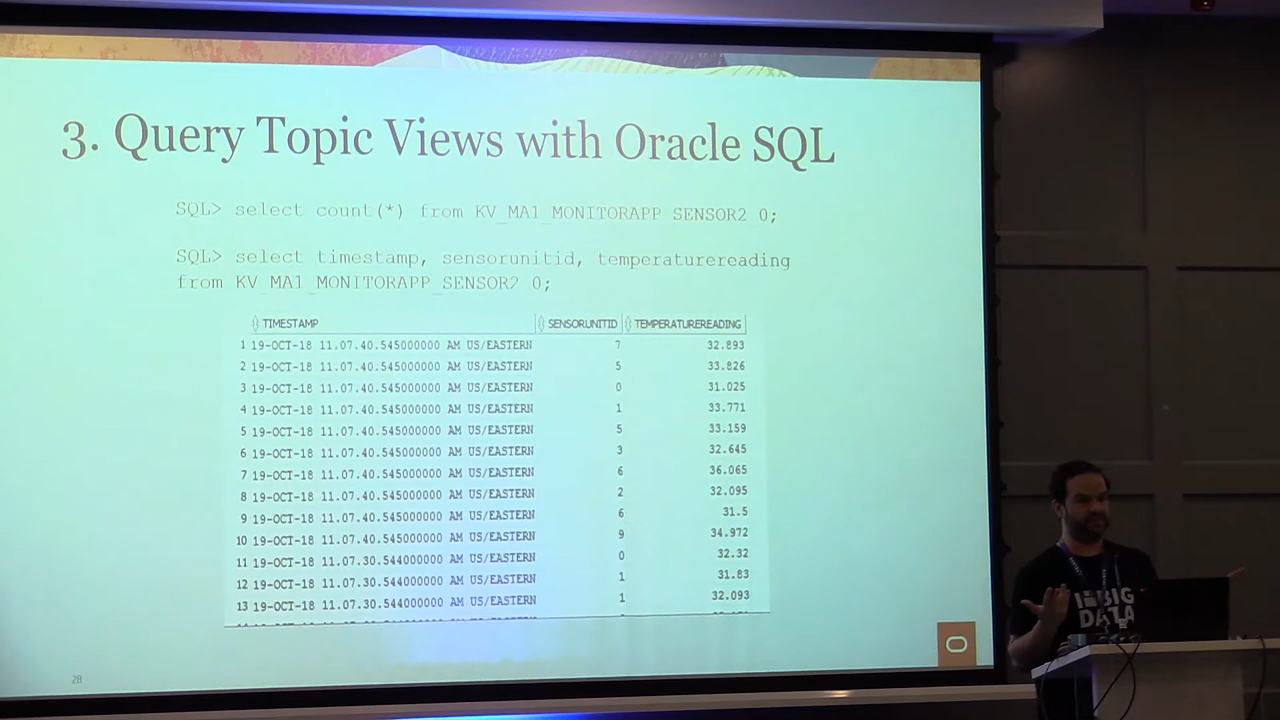 3. Query Topic Views with Oracle SQL
SQL> select count(*) from KV_MA1_MONITORAPP_SENSOR2_0;
SQL> select timestamp, sensorunitid, temperaturereading
from KV_MA1_MONITORAPP_SENSOR2_0;
TIMESTAMP SENSORUNITID TEMPERATUREREADING
1 19-OCT-18 11.07.40.545000000 AM US/EASTERN 7 32.893
2 19-OCT-18 11.07.40.545000000 AM US/EASTERN 5 33.826
3 19-OCT-18 11.07.40.545000000 AM US/EASTERN 0 31.025
4 19-OCT-18 11.07.40.545000000 AM US/EASTERN 1 33.771
5 19-OCT-18 11.07.40.545000000 AM US/EASTERN 5 33.159
6 19-OCT-18 11.07.40.545000000 AM US/EASTERN 3 32.645
7 19-OCT-18 11.07.40.545000000 AM US/EASTERN 6 36.065
8 19-OCT-18 11.07.40.545000000 AM US/EASTERN 2 32.095
9 19-OCT-18 11.07.40.545000000 AM US/EASTERN 6 31.5
10 19-OCT-18 11.07.40.545000000 AM US/EASTERN 9 34.972
11 19-OCT-18 11.07.30.544000000 AM US/EASTERN 0 32.32
12 19-OCT-18 11.07.30.544000000 AM US/EASTERN 1 31.83
13 19-OCT-18 11.07.30.544000000 AM US/EASTERN 1 32.093
28
BIG
DATA